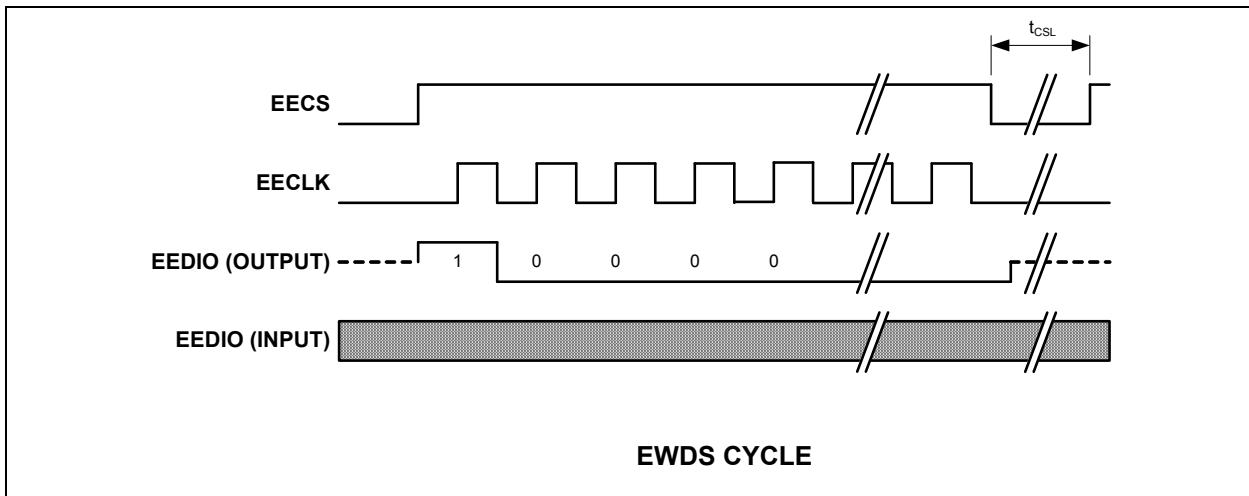 tCSL
EECS
EECLK
EEDIO (OUTPUT) 1 0 0 0 0
EEDIO (INPUT)
EWDS CYCLE